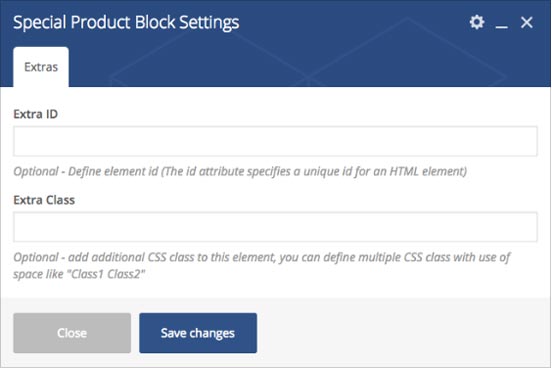 Special Product Block Settings
Extras
Extra ID
Optional - Define element id (The id attribute specifies a unique id for an HTML element)
Extra Class
Optional - add additional CSS class to this element, you can define multiple CSS class with use of
space like "Class1 Class2"
Close
Save changes